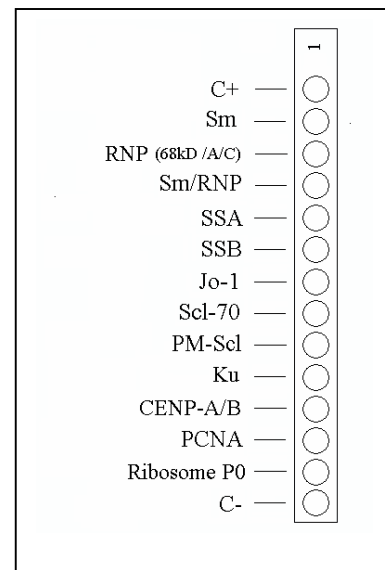 1
C+
Sm
RNP (68kD /A/C)
Sm/RNP
SSA
SSB
Jo-1
Scl-70
PM-Scl
Ku
CENP-A/B
PCNA
Ribosome P0
C-